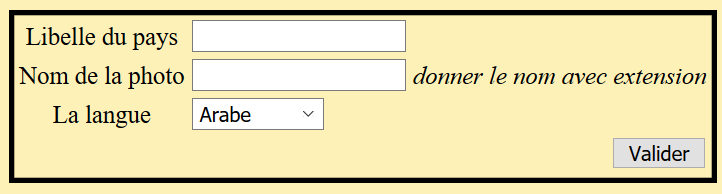 Libelle du pays
Nom de la photo donner le nom avec extension
La langue Arabe
Valider